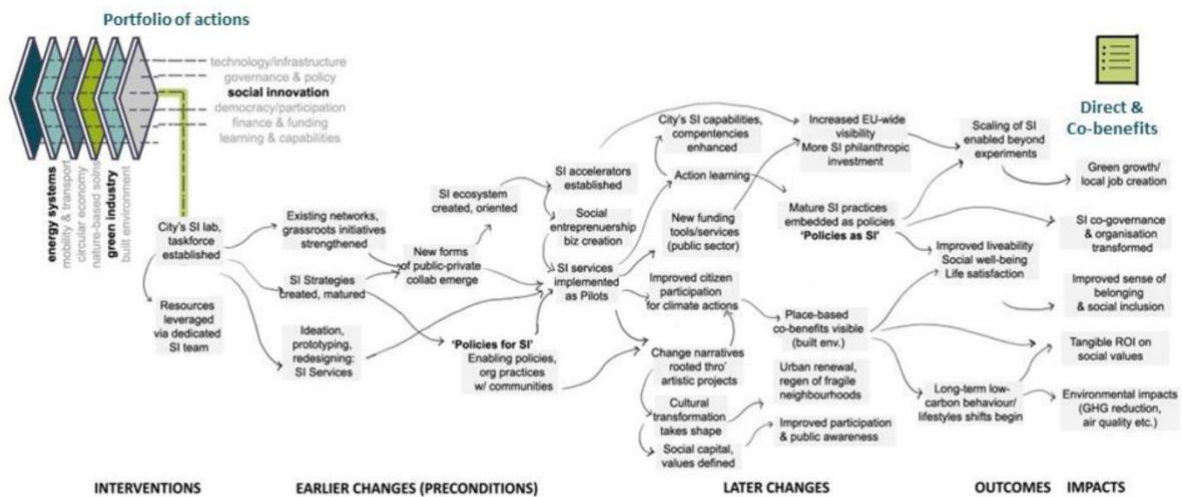 Portfolio of actions
technology/infrastructure
governance & policy
social innovation
democracy/participation
finance & funding
learning & capabilities
energy systems
mobility & transport
circular economy
nature-based solns
green industry
built environment
City's SI lab,
taskforce
established
Resources
leveraged
via dedicated
SI team
Existing networks,
grassroots initiatives
strengthened
SI Strategies
created, matured
Ideation,
prototyping,
redesigning:
SI Services
New forms
of public-private
collab emerge
SI ecosystem
created, oriented
'Policies for SI'
Enabling policies,
org practices
w/ communities
SI accelerators
established
Social
entreprenuership
biz creation
SI services
implemented
as Pilots
City's SI capabilities,
compentencies
enhanced
Action learning
New funding
tools/services
(public sector)
Improved citizen
participation
for climate actions
Change narratives
rooted thro'
artistic projects
Cultural
transformation
takes shape
Social capital,
values defined
Increased EU-wide
visibility
More SI philanthropic
investment
Mature SI practices
embedded as policies
'Policies as SI'
Place-based
co-benefits visible
(built env.)
Urban renewal,
regen of fragile
neighbourhoods
Improved participation
& public awareness
Scaling of SI
enabled beyond
experiments
Improved liveability
Social well-being
Life satisfaction
Long-term low-
carbon behaviour/
lifestyles shifts begin
Direct &
Co-benefits
Green growth/
local job creation
SI co-governance
& organisation
transformed
Improved sense of
belonging
& social inclusion
Tangible ROI on
social values
Environmental impacts
(GHG reduction,
air quality etc.)
INTERVENTIONS
EARLIER CHANGES (PRECONDITIONS)
LATER CHANGES
OUTCOMES
IMPACTS